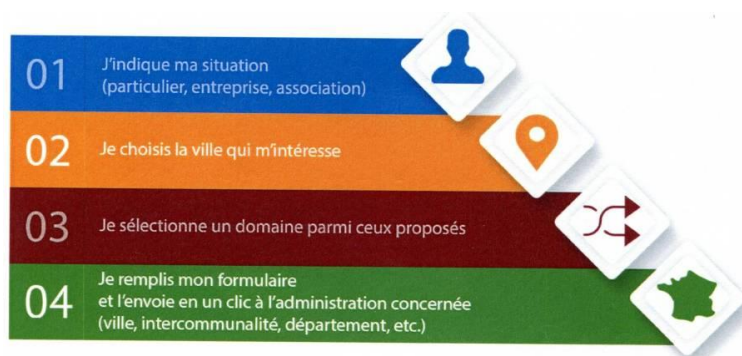 01
J'indique ma situation
(particulier, entreprise, association)
02
Je choisis la ville qui m'intéresse
03
Je sélectionne un domaine parmi ceux proposés
04
Je remplis mon formulaire
et l'envoie en un clic à l'administration concernée
(ville, intercommunalité, département, etc.)